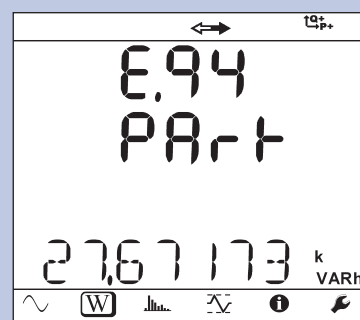 Q+
P+
E.94
PArt
27,67173 k
VARh
W
i